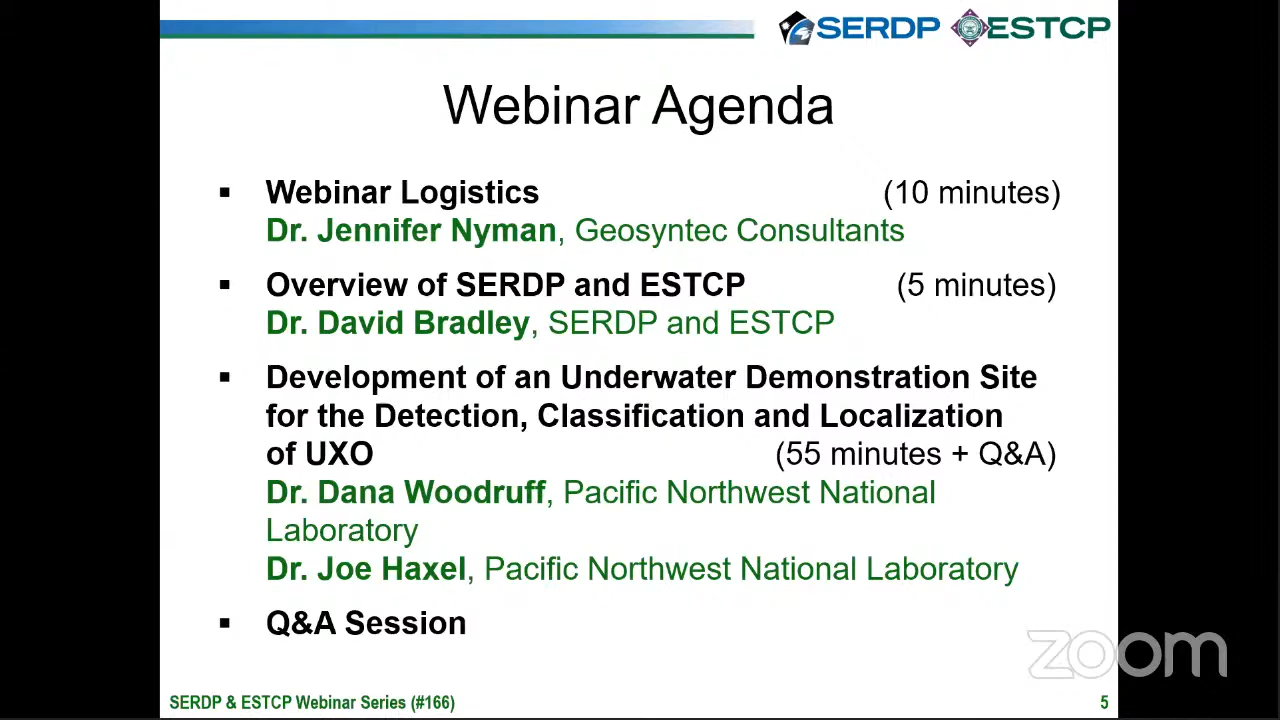 SERDP ESTCP
Webinar Agenda
▪ Webinar Logistics (10 minutes)
Dr. Jennifer Nyman, Geosyntec Consultants
▪ Overview of SERDP and ESTCP (5 minutes)
Dr. David Bradley, SERDP and ESTCP
▪ Development of an Underwater Demonstration Site
for the Detection, Classification and Localization
of UXO (55 minutes + Q&A)
Dr. Dana Woodruff, Pacific Northwest National
Laboratory
Dr. Joe Haxel, Pacific Northwest National Laboratory
▪ Q&A Session
zoom
SERDP & ESTCP Webinar Series (#166) 5